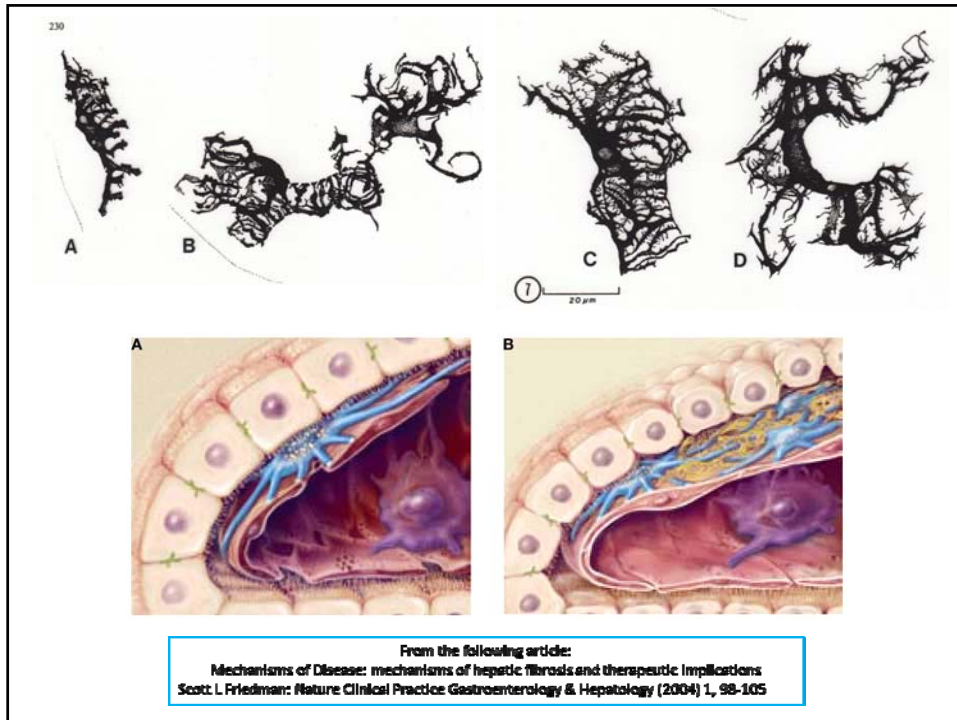 230
A
B
C
D
7
20 µm
A
B
From the following article:
Mechanisms of Disease: mechanisms of hepatic fibrosis and therapeutic implications
Scott L Friedman: Nature Clinical Practice Gastroenterology & Hepatology (2004) 1, 98-105